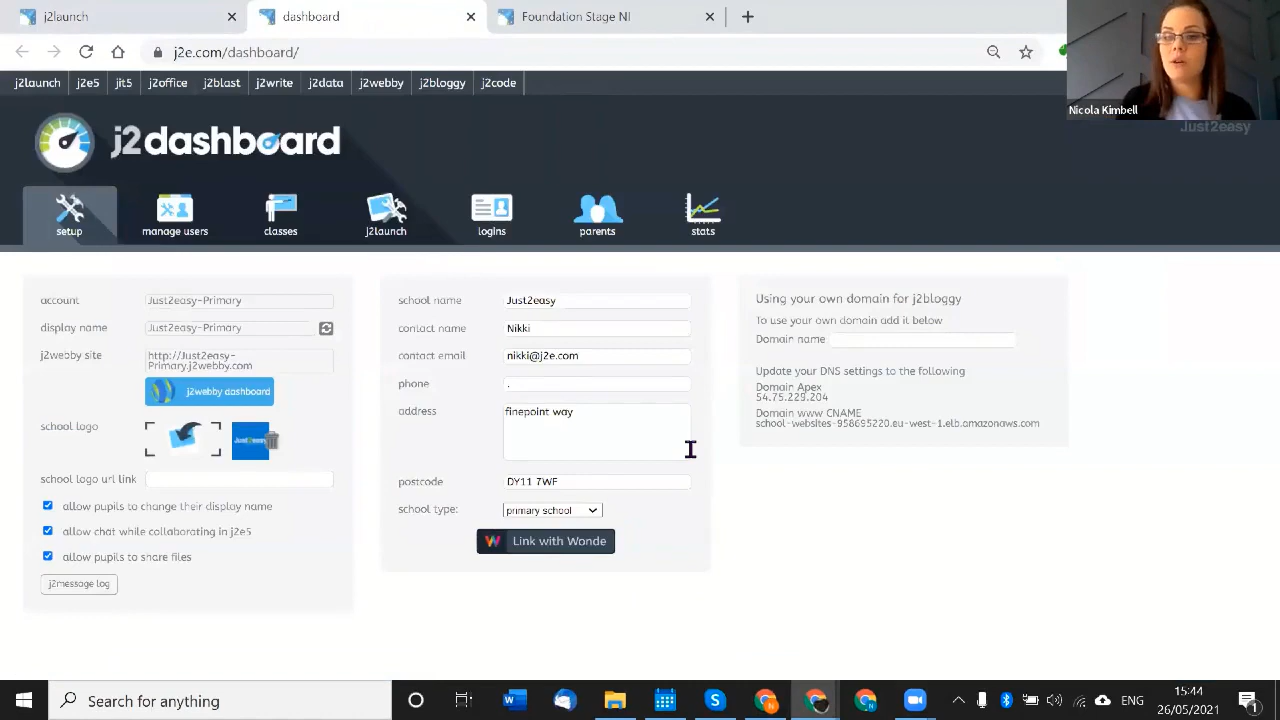 j2launch
dashboard
Foundation Stage NI
j2e.com/dashboard/
j2launch j2e5 jit5 j2office j2blast j2write j2data j2webby j2bloggy j2code
Nicola Kimbell
j2dashboard
Just2easy
setup manage users classes j2launch logins parents stats
account Just2easy-Primary
display name Just2easy-Primary
j2webby site http://Just2easy-
Primary.j2webby.com
j2webby dashboard
school logo
school logo url link
allow pupils to change their display name
allow chat while collaborating in j2e5
allow pupils to share files
j2message log
school name Just2easy
contact name Nikki
contact email nikki@j2e.com
phone .
address finepoint way
postcode DY11 7WF
school type: primary school
Link with Wonde
Using your own domain for j2bloggy
To use your own domain add it below
Domain name
Update your DNS settings to the following
Domain Apex
54.75.229.204
Domain www CNAME
school-websites-958695220.eu-west-1.elb.amazonaws.com
Search for anything
ENG
15:44
26/05/2021